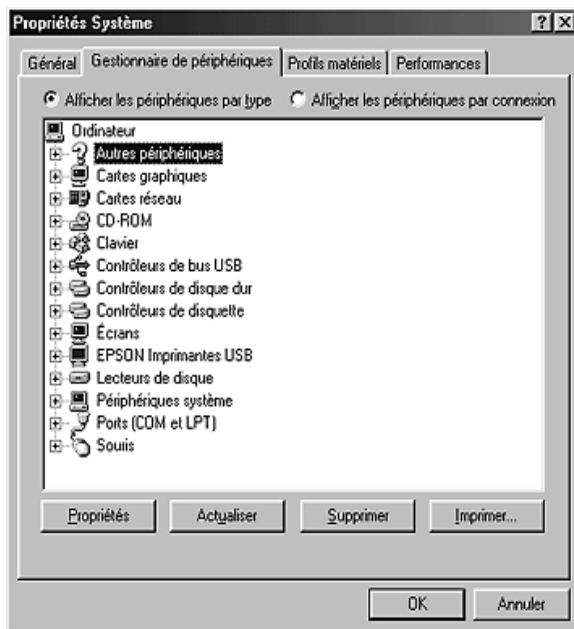 Propriétés Système
Général Gestionnaire de périphériques Profils matériels Performances
Afficher les périphériques par type Afficher les périphériques par connexion
Ordinateur
Autres périphériques
Cartes graphiques
Cartes réseau
CD-ROM
Clavier
Contrôleurs de bus USB
Contrôleurs de disque dur
Contrôleurs de disquette
Écrans
EPSON Imprimantes USB
Lecteurs de disque
Périphériques système
Ports (COM et LPT)
Souris
Propriétés Actualiser Supprimer Imprimer...
OK Annuler